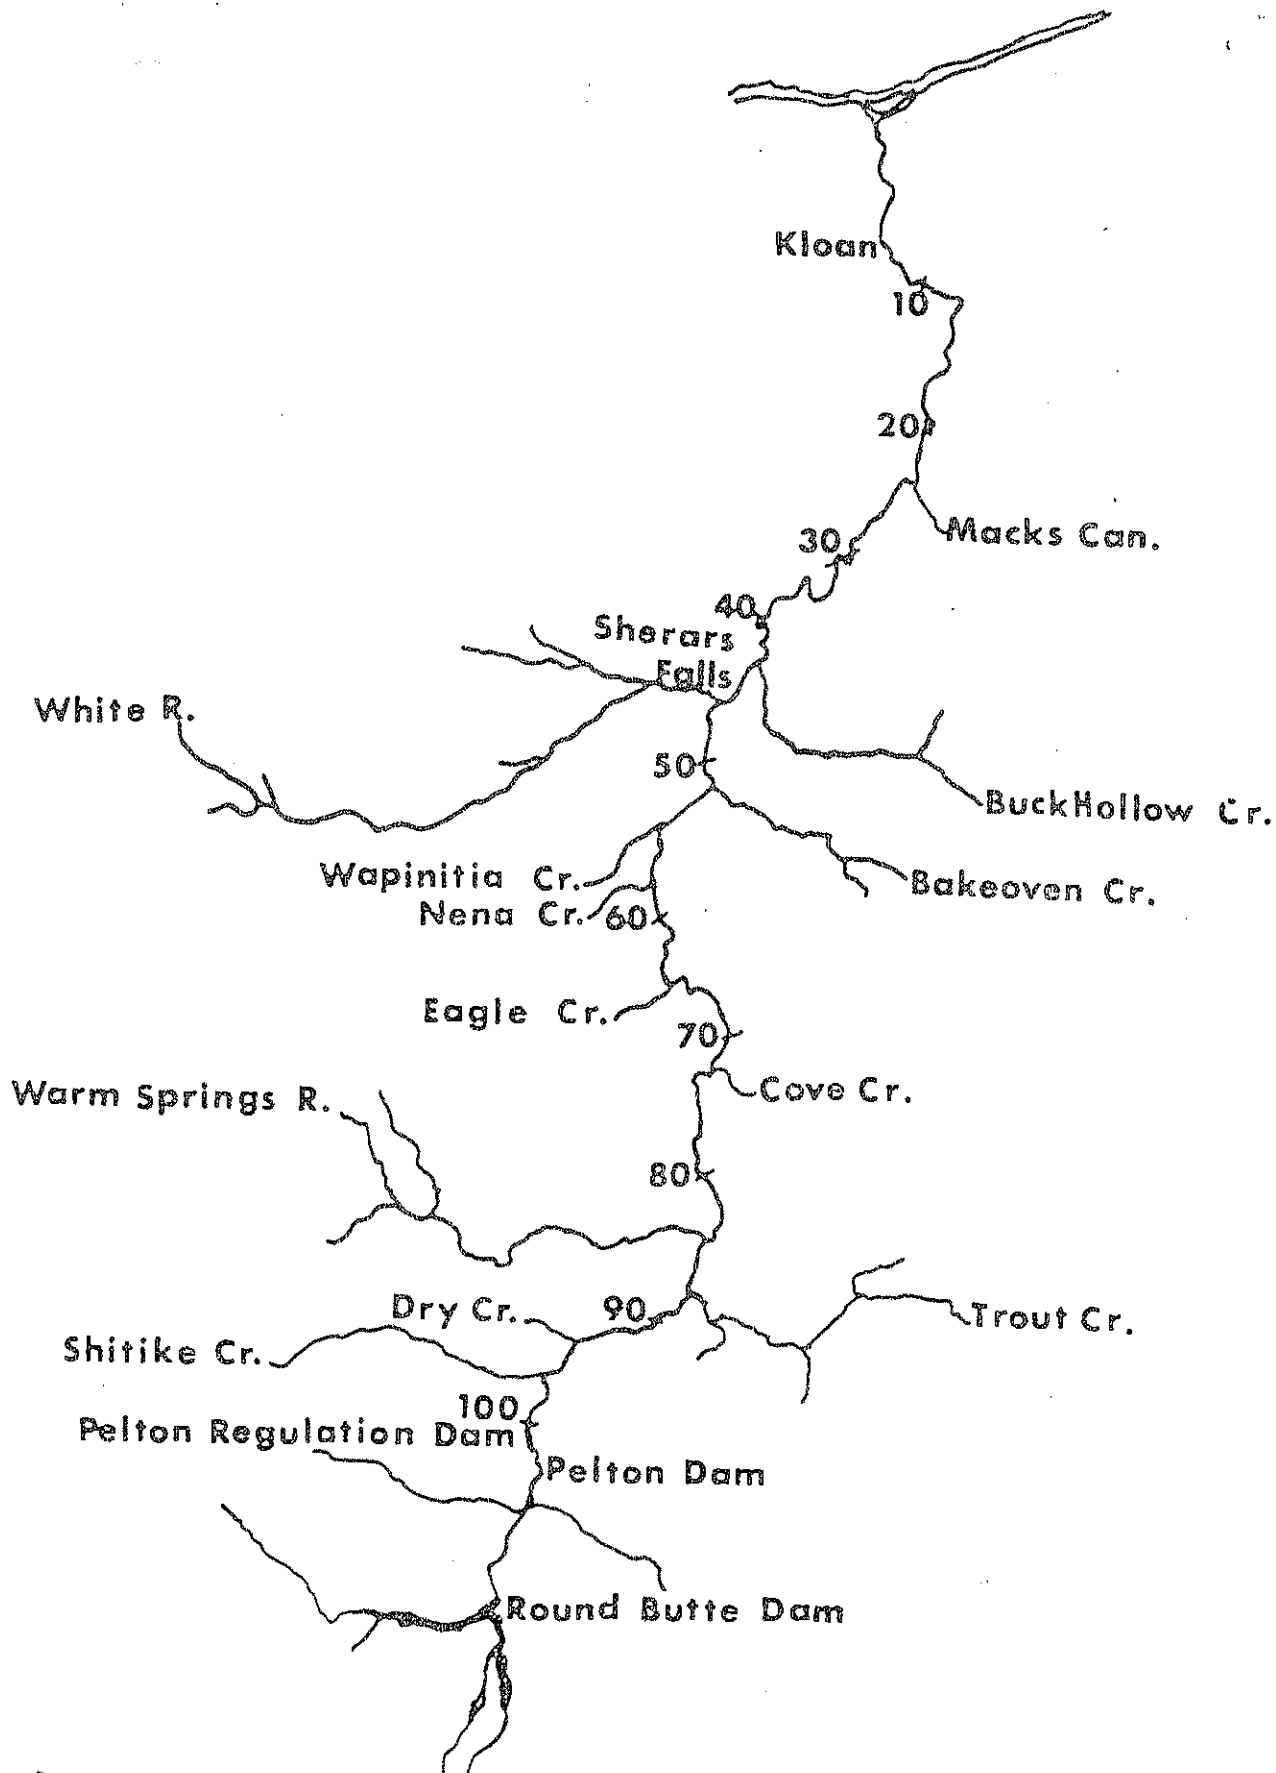 Kloan
10
20
Macks Can.
30
40
Sherars
Falls
White R.
50
BuckHollow Cr.
Wapinitia Cr.
Bakeoven Cr.
Nena Cr.
60
Eagle Cr.
70
Warm Springs R.
Cove Cr.
80
Dry Cr.
90
Trout Cr.
Shitike Cr.
100
Pelton Regulation Dam
Pelton Dam
Round Butte Dam